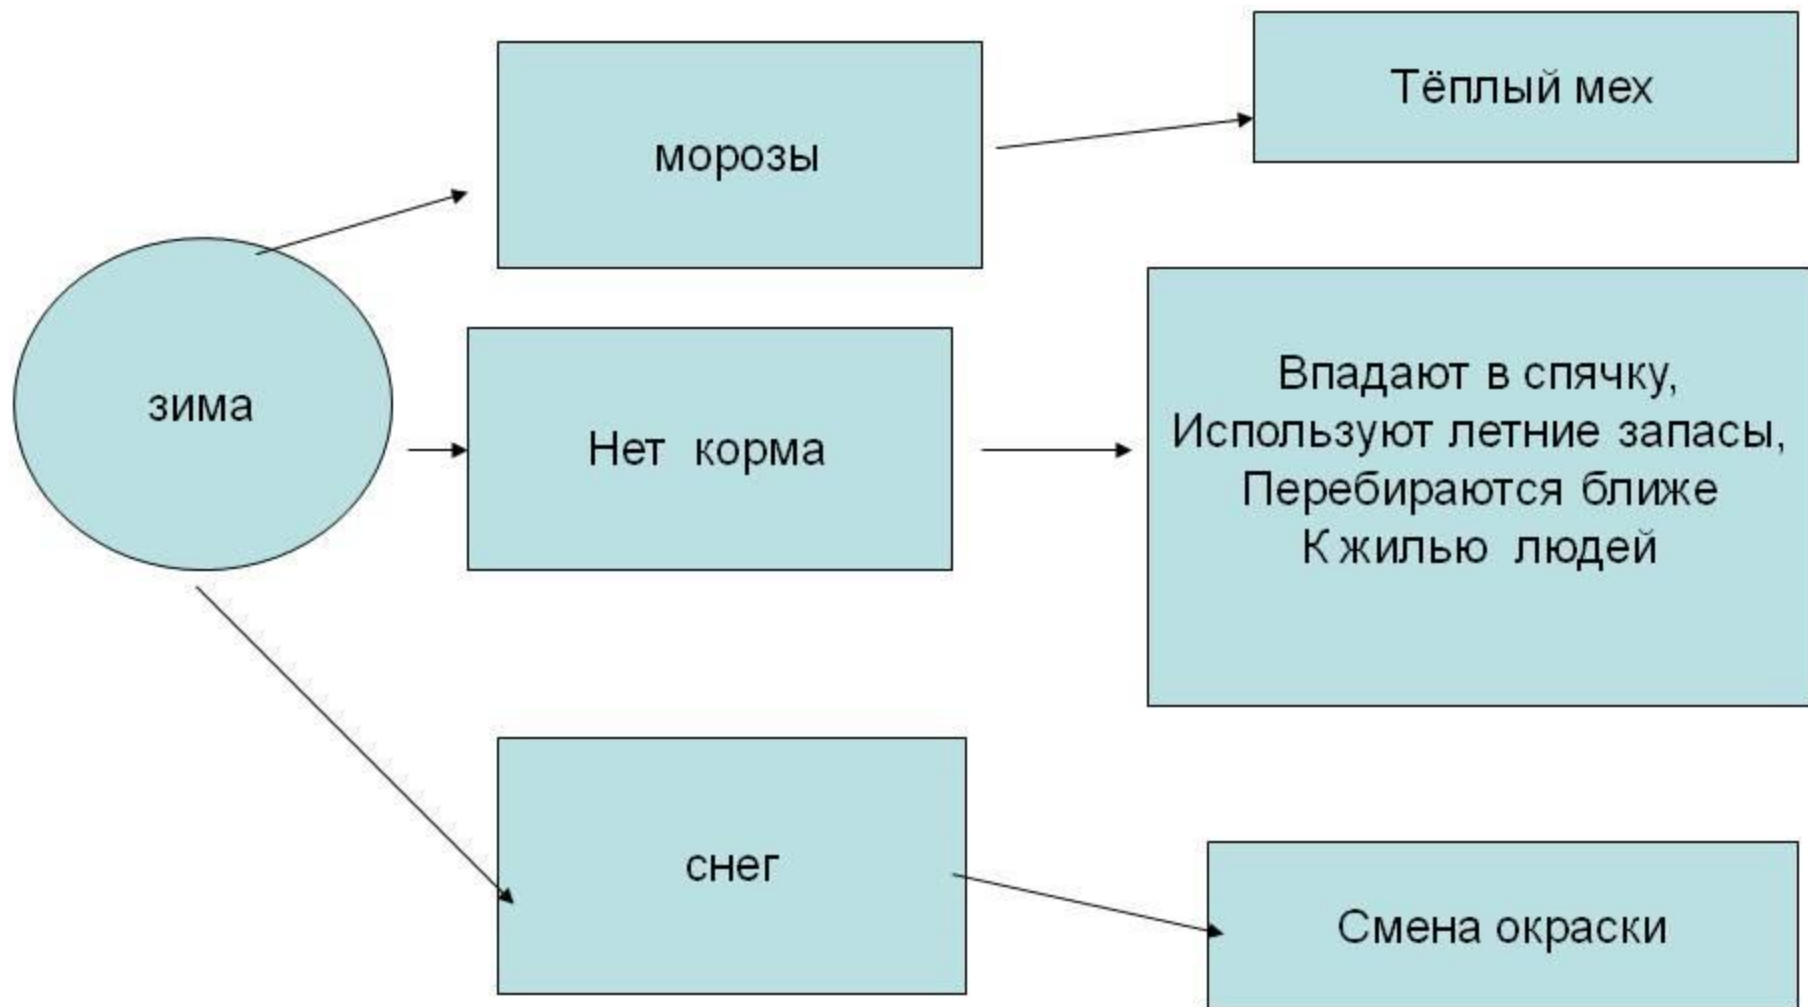 зима
морозы
Тёплый мех
Нет корма
Впадают в спячку,
Используют летние запасы,
Перебираются ближе
К жилью людей
снег
Смена окраски